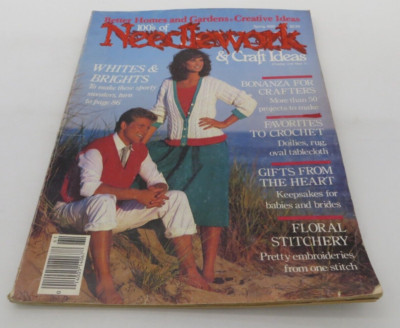 Better Homes and Gardens® Creative Ideas
100's of
Needlework
& Craft Ideas
WHITES &
BRIGHTS
To make these sporty
sweaters, turn
to page 86
BONANZA FOR
CRAFTERS
More than 50
projects to make
FAVORITES
TO CROCHET
Doilies, rug,
oval tablecloth
GIFTS FROM
THE HEART
Keepsakes for
babies and brides
FLORAL
STITCHERY
Pretty embroideries
from one stitch